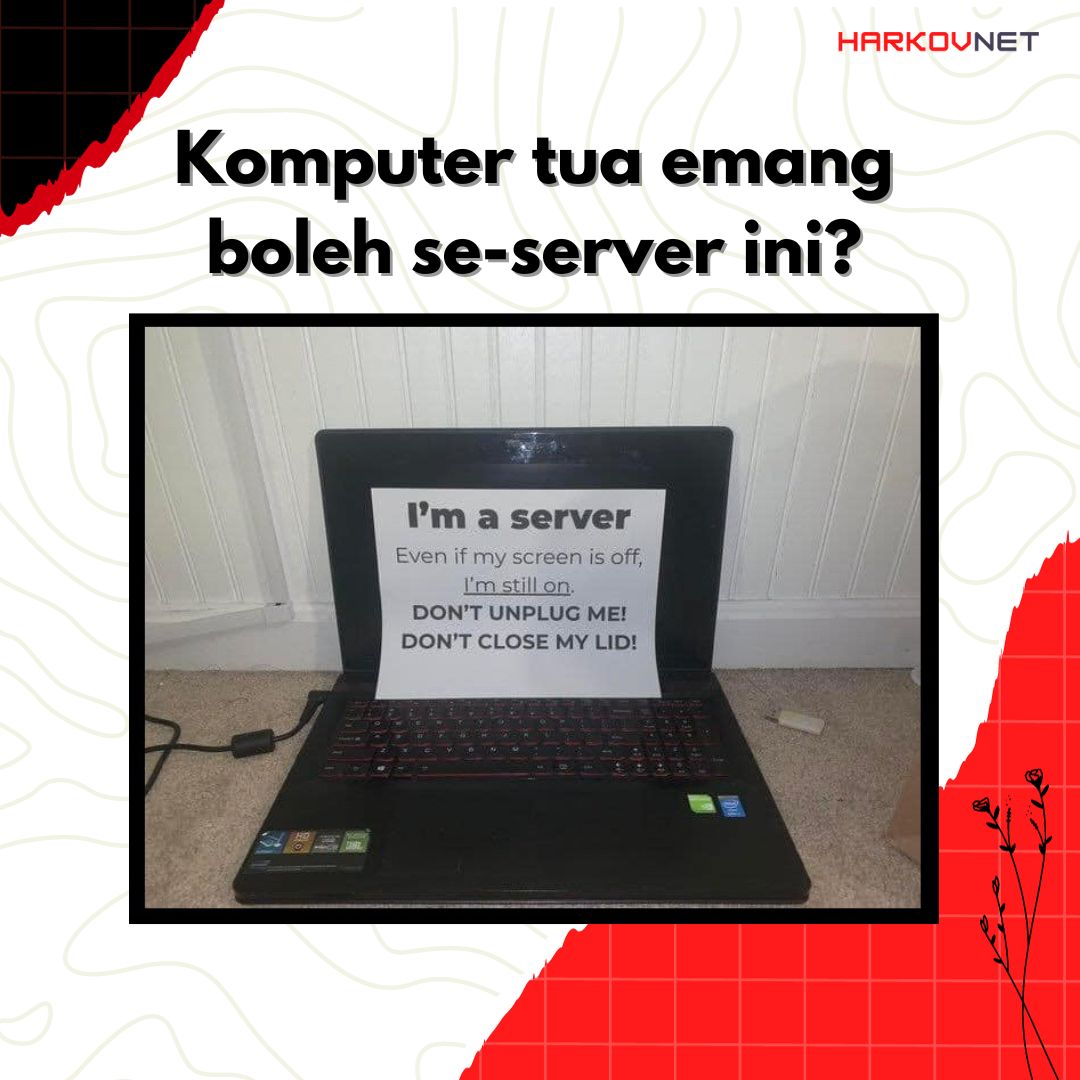 HARKOVNET
Komputer tua emang
boleh se-server ini?
I'm a server
Even if my screen is off,
I'm still on.
DON'T UNPLUG ME!
DON'T CLOSE MY LID!